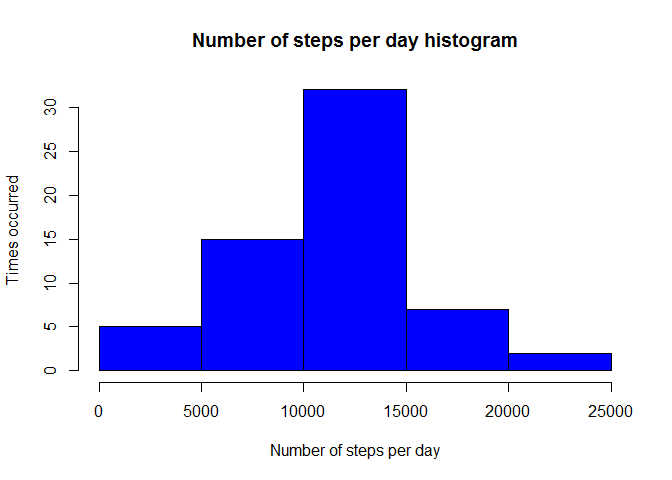 Number of steps per day histogram
Times occurred
30
25
20
15
10
5
0
0 5000 10000 15000 20000 25000
Number of steps per day